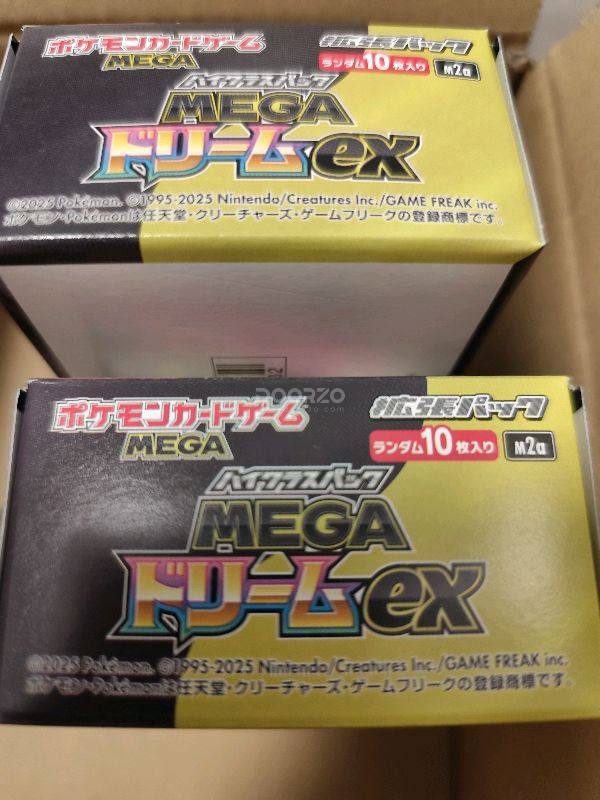 ポケモンカードゲーム
MEGA
拡張パック
ランダム10枚入り
M2a
ハイクラスパック
MEGA
ドリームex
©2025 Pokémon. ©1995-2025 Nintendo/Creatures Inc./GAME FREAK inc.
ポケモン・Pokémonは任天堂・クリーチャーズ・ゲームフリークの登録商標です。
DOORZO
ポケモンカードゲーム
MEGA
拡張パック
ランダム10枚入り
M2a
ハイクラスパック
MEGA
ドリームex
©2025 Pokémon. ©1995-2025 Nintendo/Creatures Inc./GAME FREAK inc.
ポケモン・Pokémonは任天堂・クリーチャーズ・ゲームフリークの登録商標です。